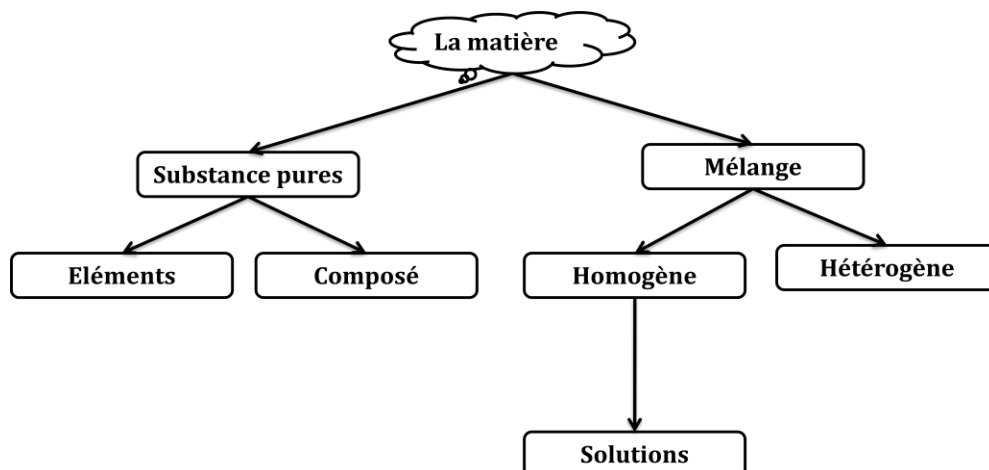 La matière
Substance pures
Mélange
Eléments
Composé
Homogène
Hétérogène
Solutions